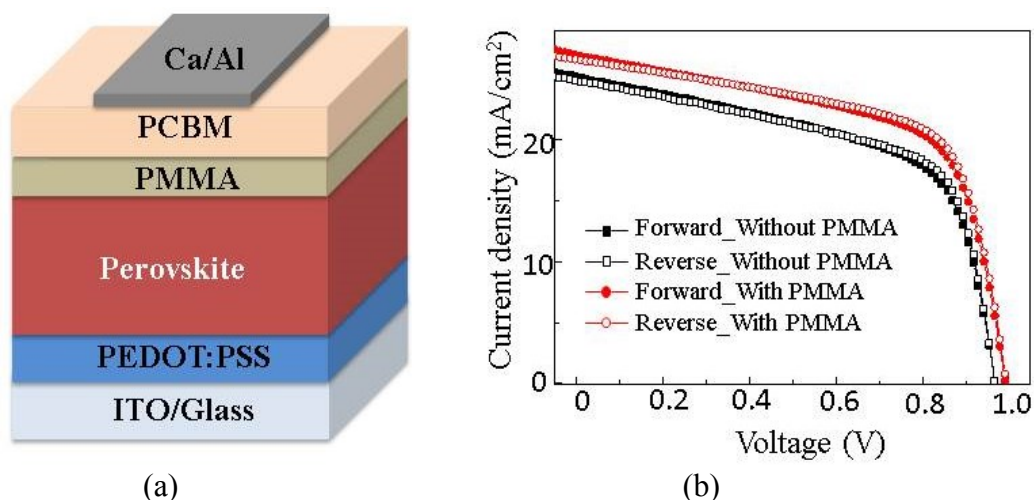 Ca/Al
PCBM
PMMA
Perovskite
PEDOT:PSS
ITO/Glass
(a)
Current density (mA/cm²)
20
10
0
Forward_Without PMMA
Reverse_Without PMMA
Forward_With PMMA
Reverse_With PMMA
0 0.2 0.4 0.6 0.8 1.0
Voltage (V)
(b)